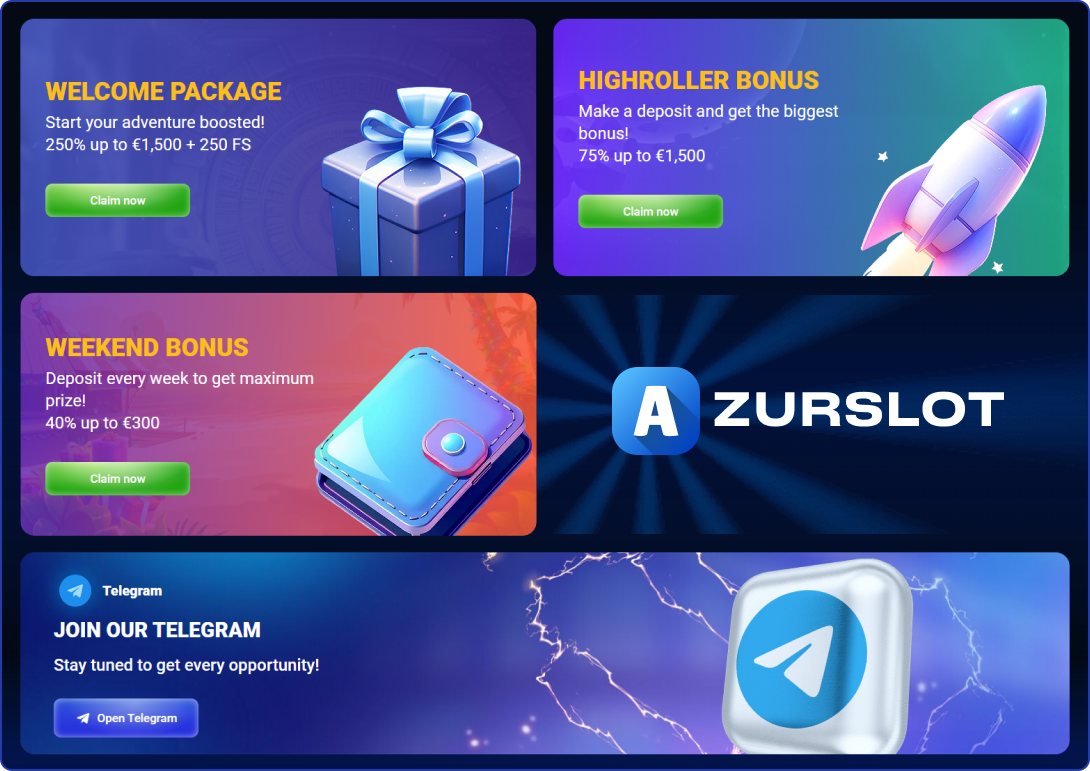 WELCOME PACKAGE
Start your adventure boosted!
250% up to €1,500 + 250 FS
Claim now
HIGHROLLER BONUS
Make a deposit and get the biggest
bonus!
75% up to €1,500
Claim now
WEEKEND BONUS
Deposit every week to get maximum
prize!
40% up to €300
Claim now
AZURSLOT
Telegram
JOIN OUR TELEGRAM
Stay tuned to get every opportunity!
Open Telegram